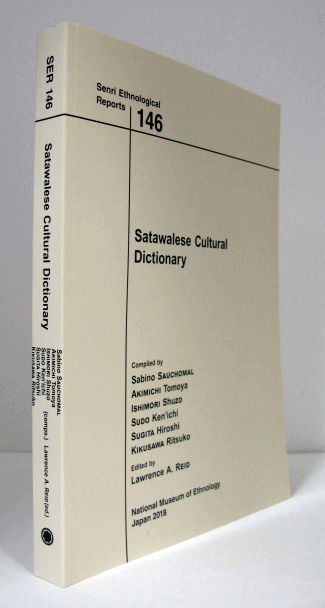 SER 146
Satawalese Cultural Dictionary
Sabino SAUCHOMAL
AKIMICHI Tomoya
ISHIMORI Shuzo
SUDO Ken'ichi
SUGITA Hiroshi
KIKUSAWA Ritsuko
(comps.)
Lawrence A. REID (ed.)
Senri Ethnological
Reports
146
Satawalese Cultural
Dictionary
Compiled by
Sabino SAUCHOMAL
AKIMICHI Tomoya
ISHIMORI Shuzo
SUDO Ken'ichi
SUGITA Hiroshi
KIKUSAWA Ritsuko
Edited by
Lawrence A. REID
National Museum of Ethnology
Japan 2018